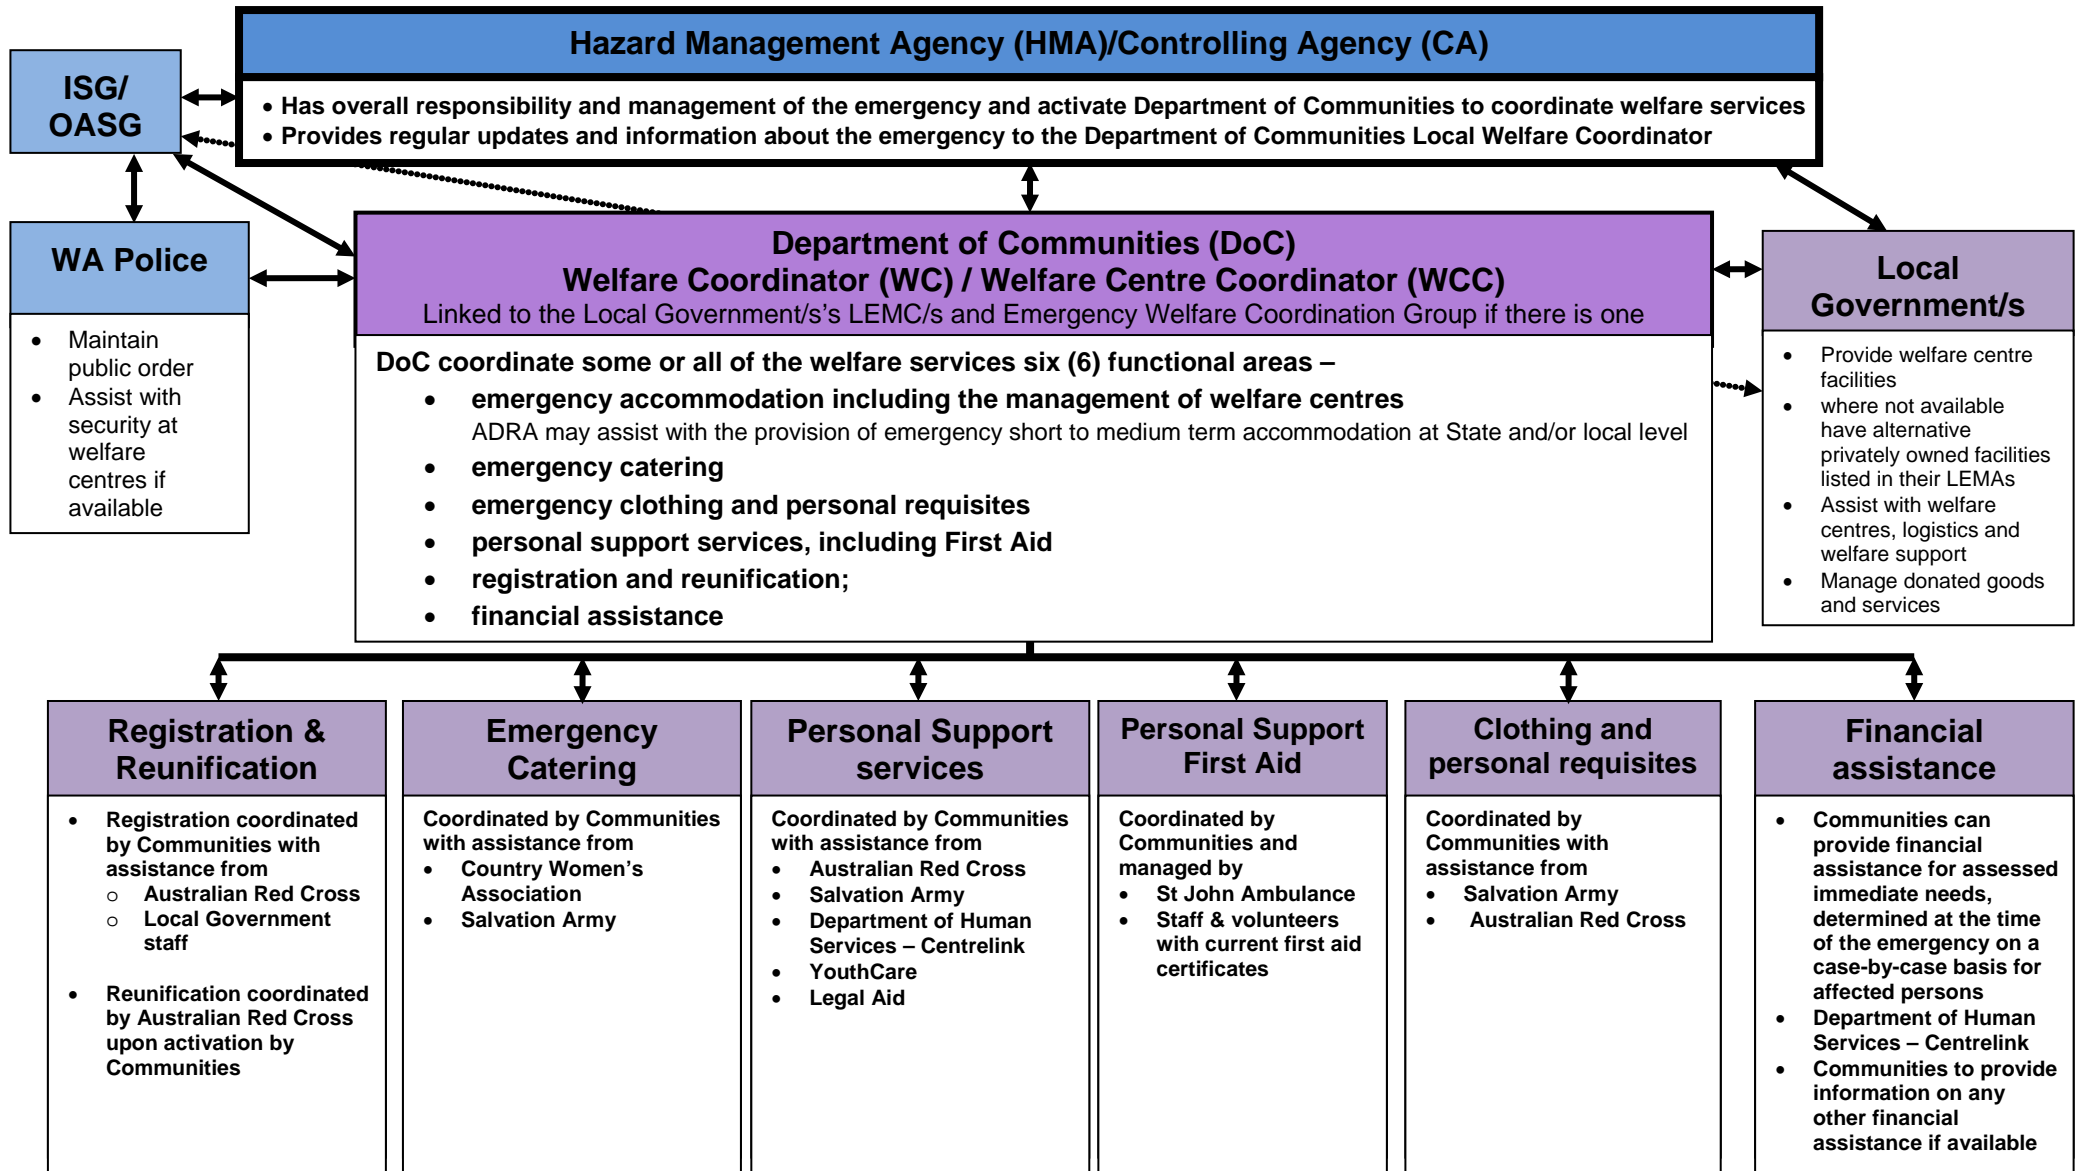 Hazard Management Agency (HMA)/Controlling Agency (CA)
• Has overall responsibility and management of the emergency and activate Department of Communities to coordinate welfare services
• Provides regular updates and information about the emergency to the Department of Communities Local Welfare Coordinator
ISG/
OASG
WA Police
• Maintain
public order
• Assist with
security at
welfare
centres if
available
Department of Communities (DoC)
Welfare Coordinator (WC) / Welfare Centre Coordinator (WCC)
Linked to the Local Government/s's LEMC/s and Emergency Welfare Coordination Group if there is one
DoC coordinate some or all of the welfare services six (6) functional areas –
• emergency accommodation including the management of welfare centres
ADRA may assist with the provision of emergency short to medium term accommodation at State and/or local level
• emergency catering
• emergency clothing and personal requisites
• personal support services, including First Aid
• registration and reunification;
• financial assistance
Local
Government/s
• Provide welfare centre
facilities
• where not available
have alternative
privately owned facilities
listed in their LEMAs
• Assist with welfare
centres, logistics and
welfare support
• Manage donated goods
and services
Registration &
Reunification
• Registration coordinated
by Communities with
assistance from
o Australian Red Cross
o Local Government
staff
• Reunification coordinated
by Australian Red Cross
upon activation by
Communities
Emergency
Catering
Coordinated by Communities
with assistance from
• Country Women's
Association
• Salvation Army
Personal Support
services
Coordinated by Communities
with assistance from
• Australian Red Cross
• Salvation Army
• Department of Human
Services – Centrelink
• YouthCare
• Legal Aid
Personal Support
First Aid
Coordinated by
Communities and
managed by
• St John Ambulance
• Staff & volunteers
with current first aid
certificates
Clothing and
personal requisites
Coordinated by
Communities with
assistance from
• Salvation Army
• Australian Red Cross
Financial
assistance
• Communities can
provide financial
assistance for assessed
immediate needs,
determined at the time
of the emergency on a
case-by-case basis for
affected persons
• Department of Human
Services – Centrelink
• Communities to provide
information on any
other financial
assistance if available